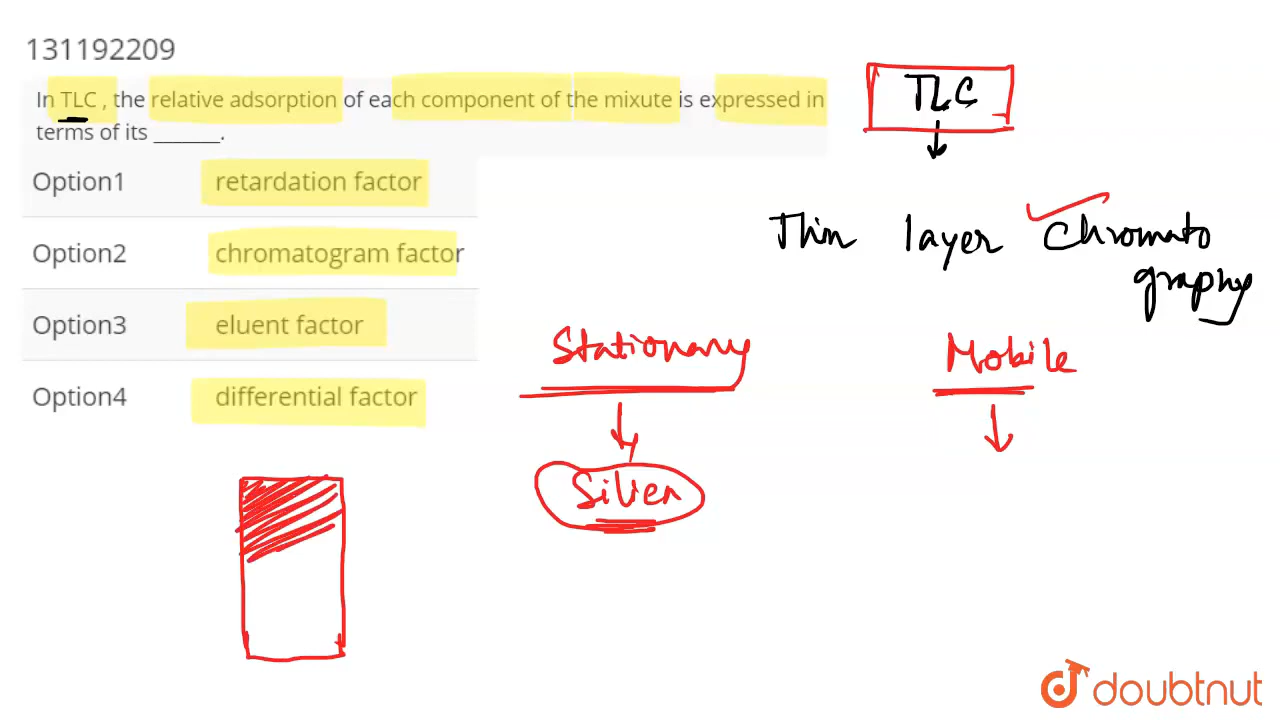 131192209
In TLC , the relative adsorption of each component of the mixute is expressed in
terms of its _______.
Option1 retardation factor
Option2 chromatogram factor
Option3 eluent factor
Option4 differential factor
TLC
Thin layer Chromato
graphy
Stationary Mobile
doubtnut